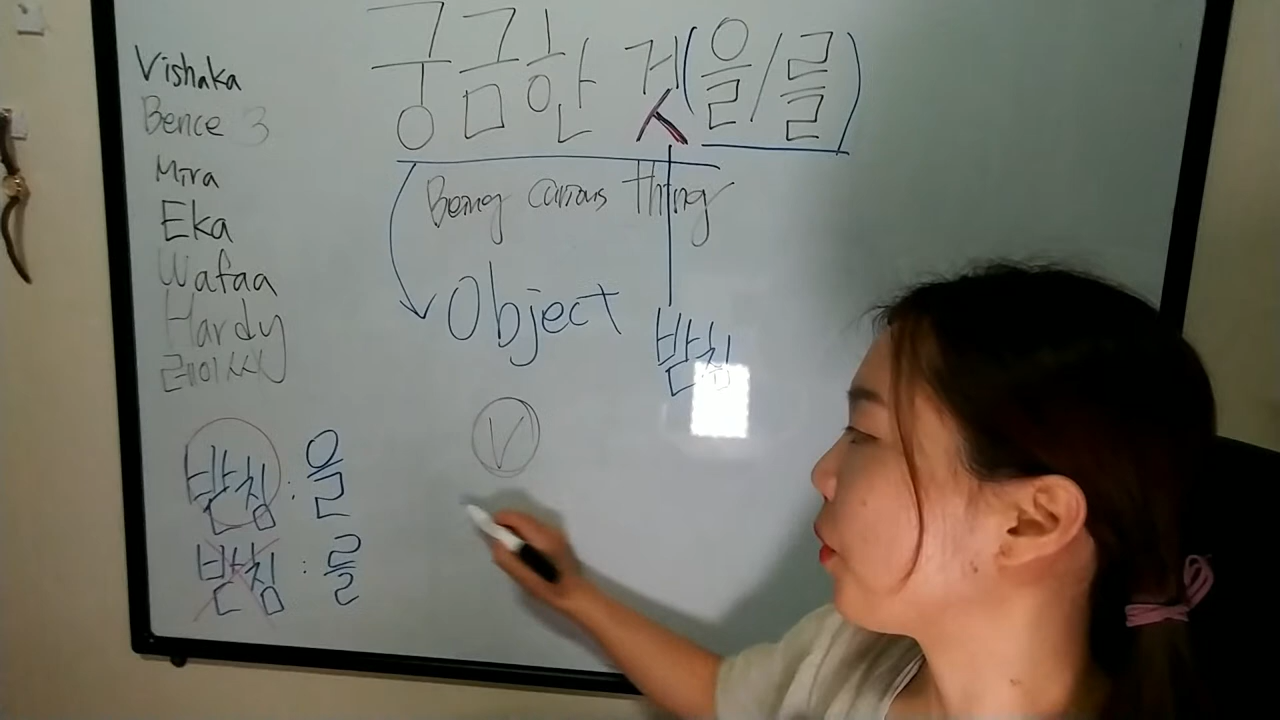 Vishaka
Bence 3
Mira
Eka
Wafaa
Hardy
레이씨
궁금한 것(을/를)
Being curious thing
Object
받침
V
받침 : 을
받침 : 를